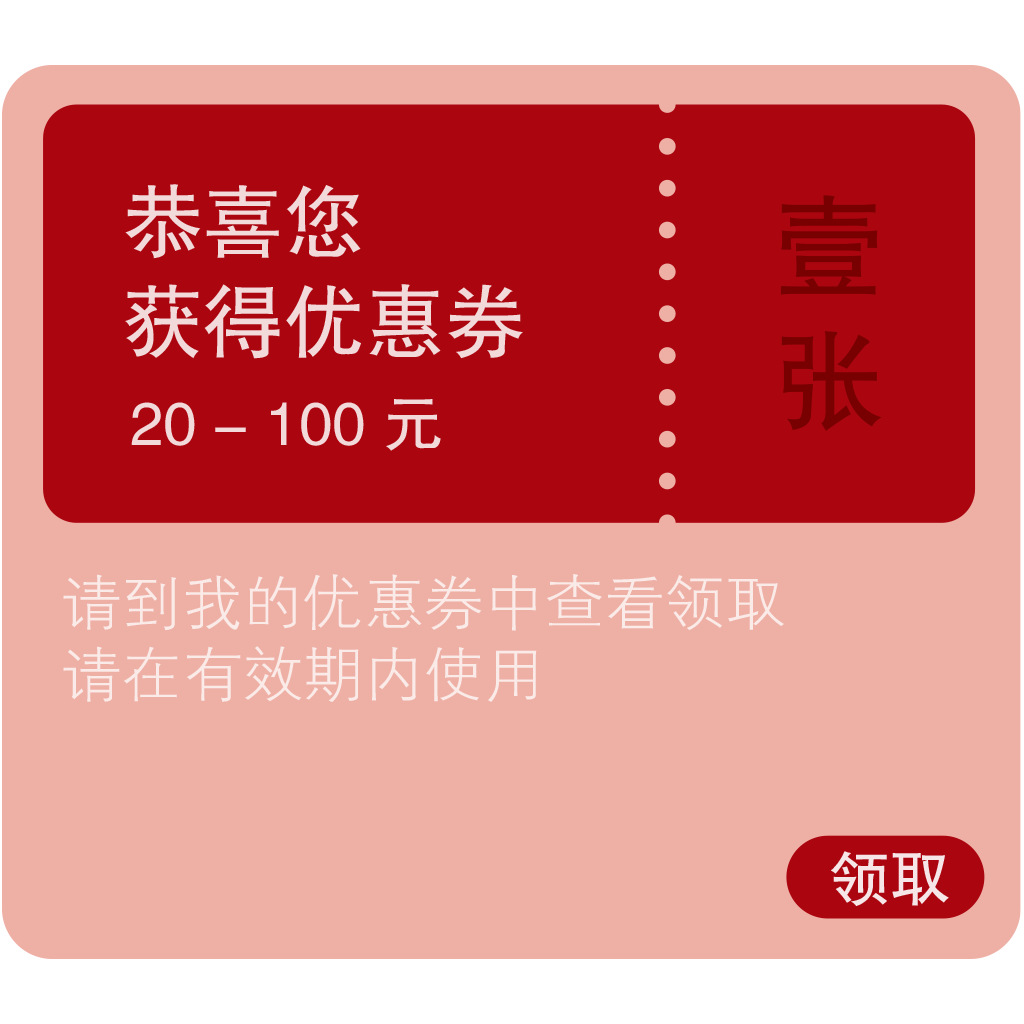 恭喜您
获得优惠券
20 – 100 元
壹
张
请到我的优惠券中查看领取
请在有效期内使用
领取